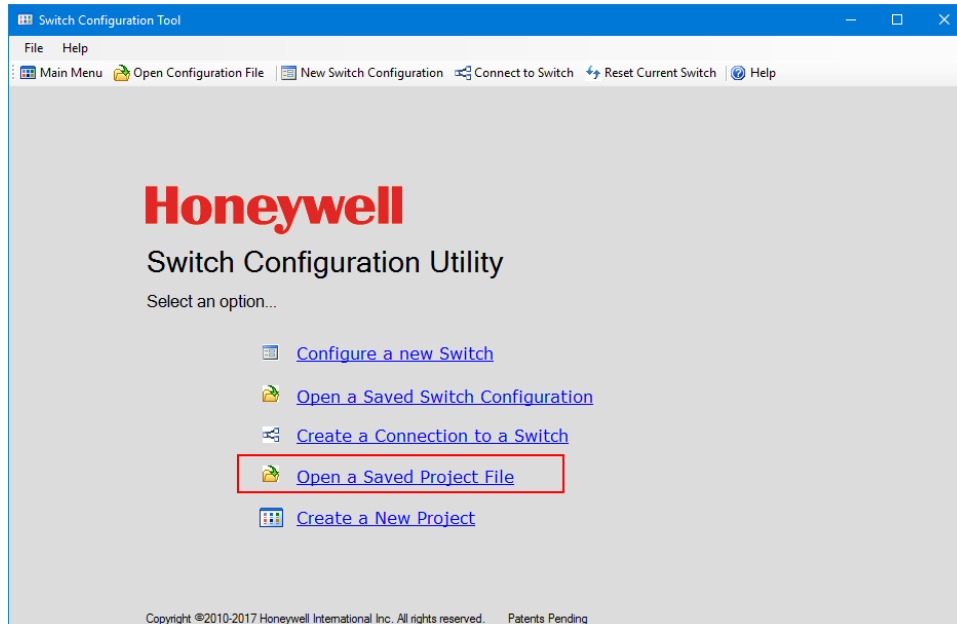 Switch Configuration Tool
File Help
Main Menu Open Configuration File New Switch Configuration Connect to Switch Reset Current Switch Help
Honeywell
Switch Configuration Utility
Select an option...
Configure a new Switch
Open a Saved Switch Configuration
Create a Connection to a Switch
Open a Saved Project File
Create a New Project
Copyright ©2010-2017 Honeywell International Inc. All rights reserved. Patents Pending